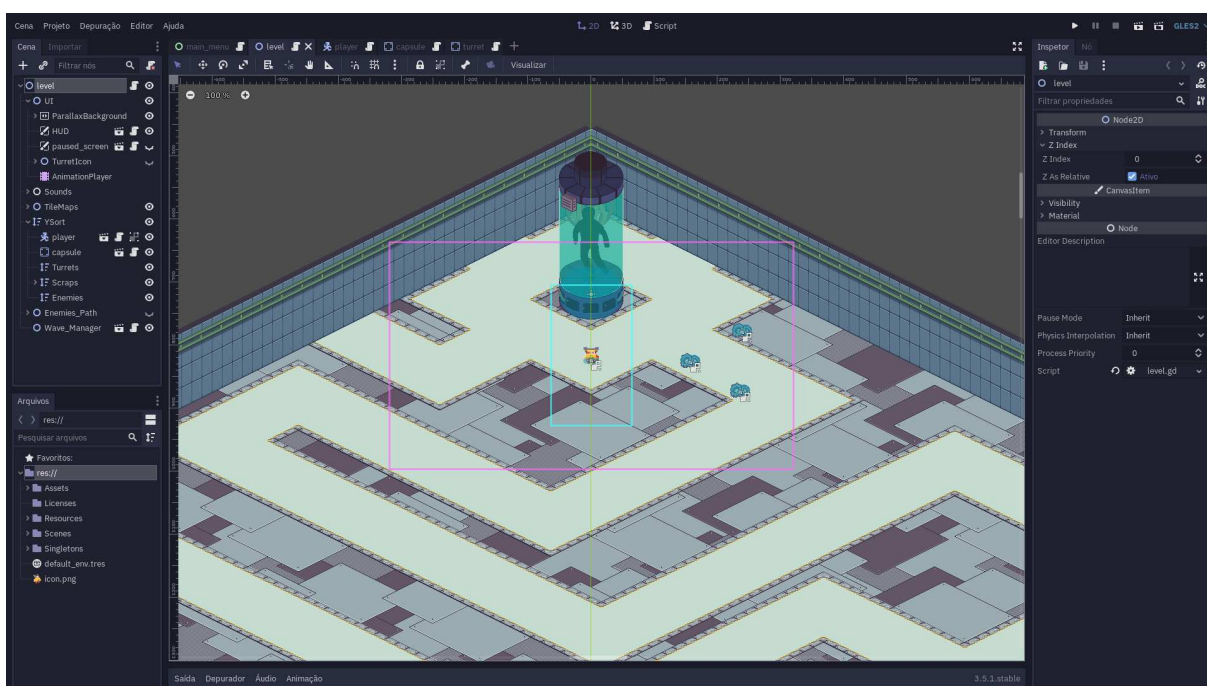 Cena Projeto Depuração Editor Ajuda
2D 3D Script
GLES2
Cena Importar
Filtrar nós
level
UI
ParallaxBackground
HUD
paused_screen
TurretIcon
AnimationPlayer
Sounds
TileMaps
YSort
player
capsule
Turrets
Scraps
Enemies
Enemies_Path
Wave_Manager
Arquivos
res://
Pesquisar arquivos
Favoritos:
res://
Assets
Licenses
Resources
Scenes
Singletons
default_env.tres
icon.png
main_menu level player capsule turret
Visualizar
100 %
Saída Depurador Áudio Animação
3.5.1.stable
Inspetor Nó
level
Filtrar propriedades
Node2D
Transform
Z Index
Z Index 0
Z As Relative Ativo
CanvasItem
Visibility
Material
Node
Editor Description
Pause Mode Inherit
Physics Interpolation Inherit
Process Priority 0
Script level.gd